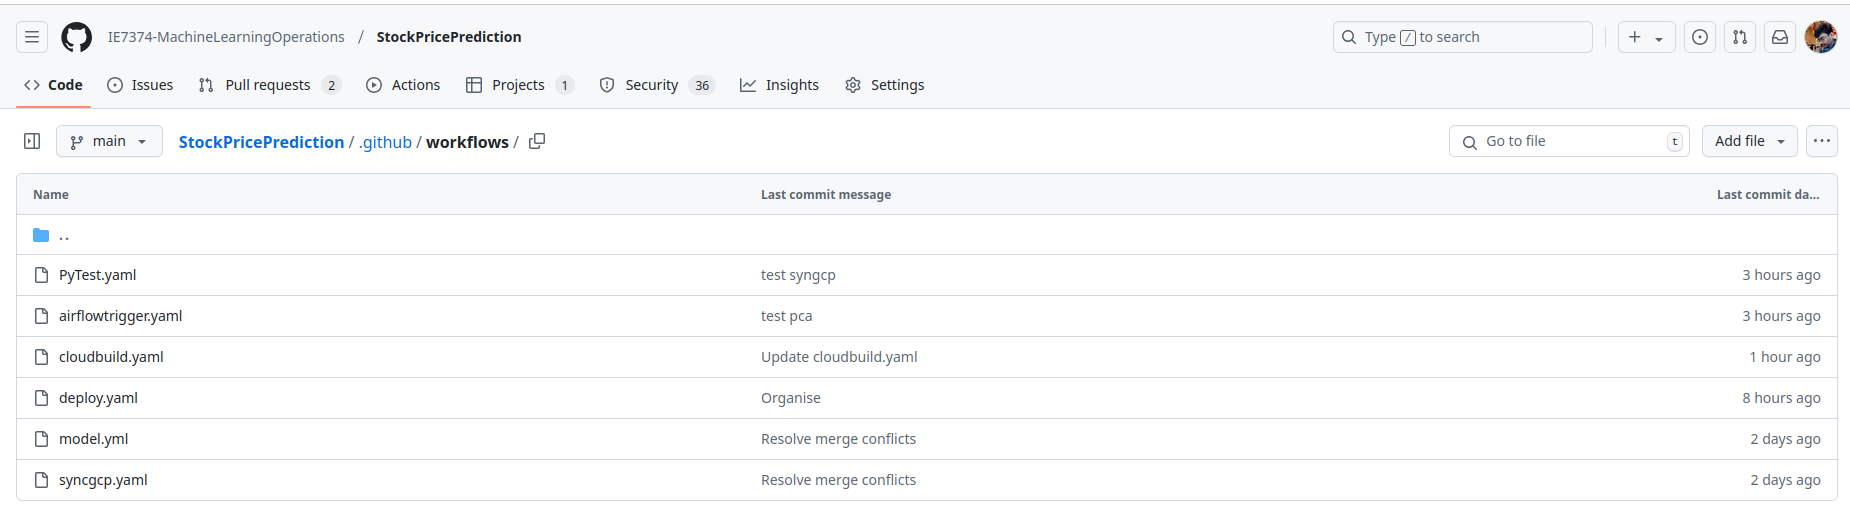 IE7374-MachineLearningOperations / StockPricePrediction
Type / to search
Code Issues Pull requests 2 Actions Projects 1 Security 36 Insights Settings
main StockPricePrediction / .github / workflows /
Go to file t Add file
Name Last commit message Last commit da...
..
PyTest.yaml test syngcp 3 hours ago
airflowtrigger.yaml test pca 3 hours ago
cloudbuild.yaml Update cloudbuild.yaml 1 hour ago
deploy.yaml Organise 8 hours ago
model.yml Resolve merge conflicts 2 days ago
syncgcp.yaml Resolve merge conflicts 2 days ago